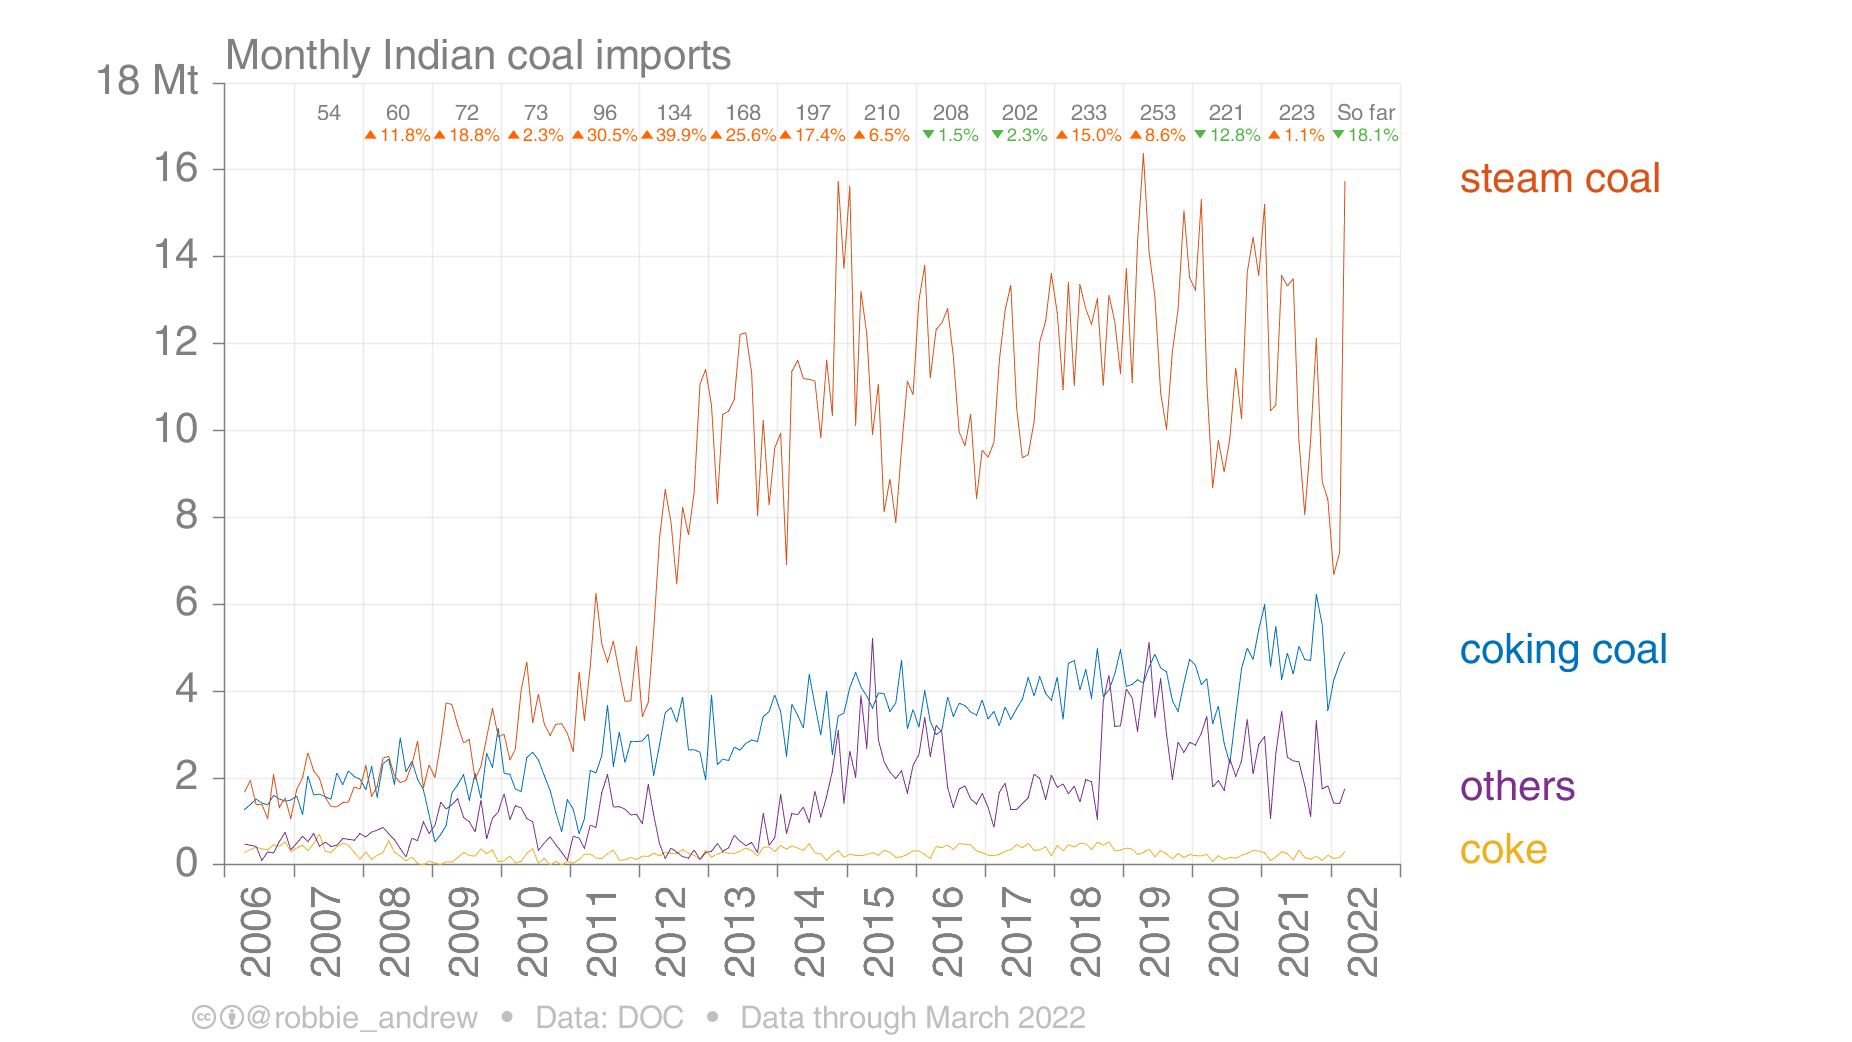 Monthly Indian coal imports
18 Mt
54 60 72 73 96 134 168 197 210 208 202 233 253 221 223 So far
▲ 11.8% ▲ 18.8% ▲ 2.3% ▲ 30.5% ▲ 39.9% ▲ 25.6% ▲ 17.4% ▲ 6.5% ▼ 1.5% ▼ 2.3% ▲ 15.0% ▲ 8.6% ▼ 12.8% ▲ 1.1% ▼ 18.1%
16
steam coal
14
12
10
8
6
coking coal
4
2
others
coke
0
2006 2007 2008 2009 2010 2011 2012 2013 2014 2015 2016 2017 2018 2019 2020 2021 2022
cc @robbie_andrew • Data: DOC • Data through March 2022